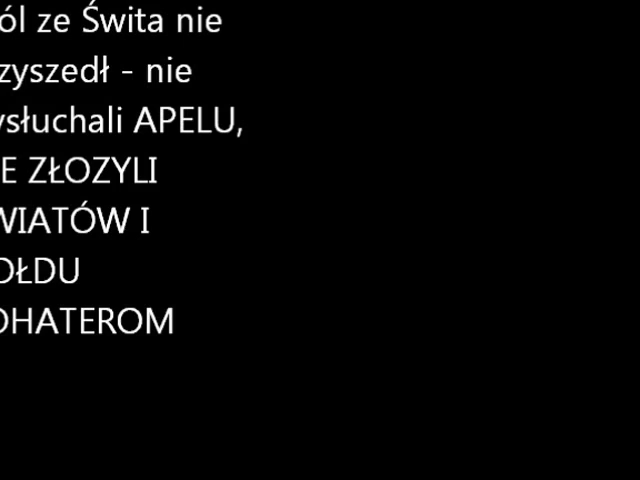 ól ze Świta nie
zyszedł - nie
ysłuchali APELU,
E ZŁOZYLI
WIATÓW I
OŁDU
OHATEROM